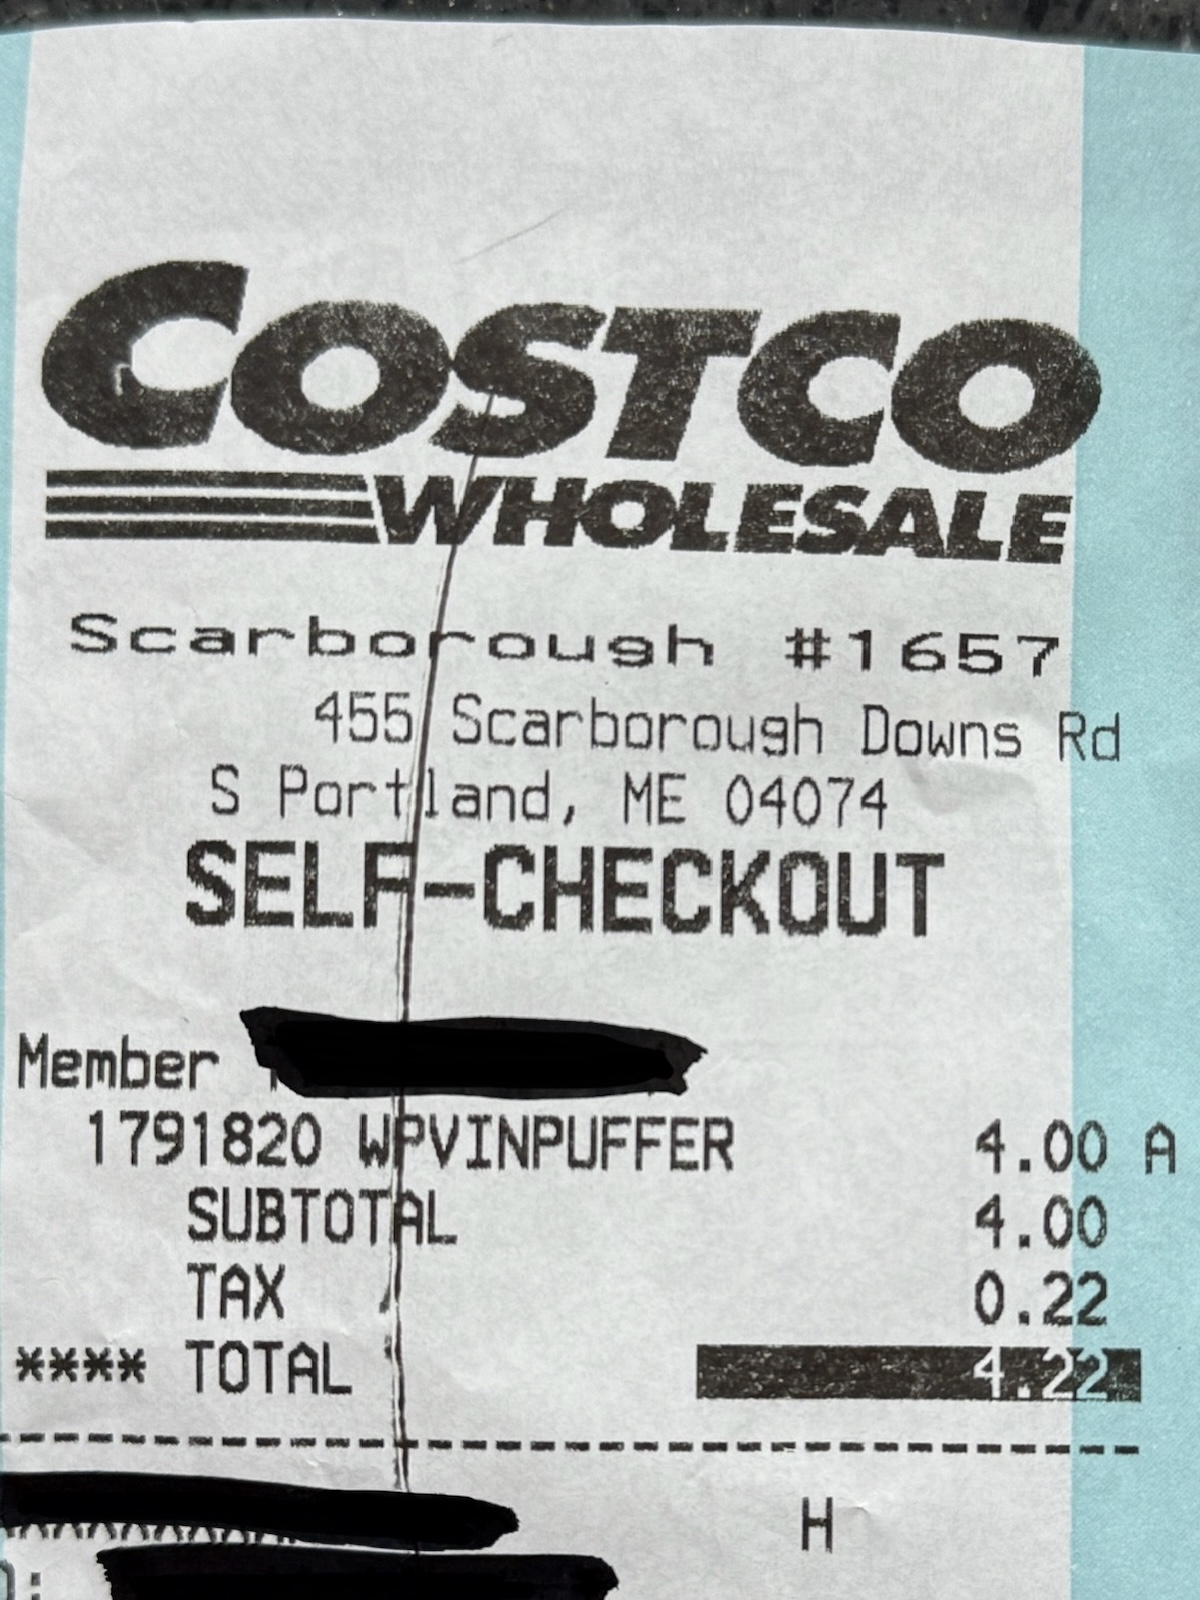 COSTCO
WHOLESALE
Scarborough #1657
455 Scarborough Downs Rd
S Portland, ME 04074
SELF-CHECKOUT
Member
1791820 WPVINPUFFER 4.00 A
SUBTOTAL 4.00
TAX 0.22
**** TOTAL 4.22
H